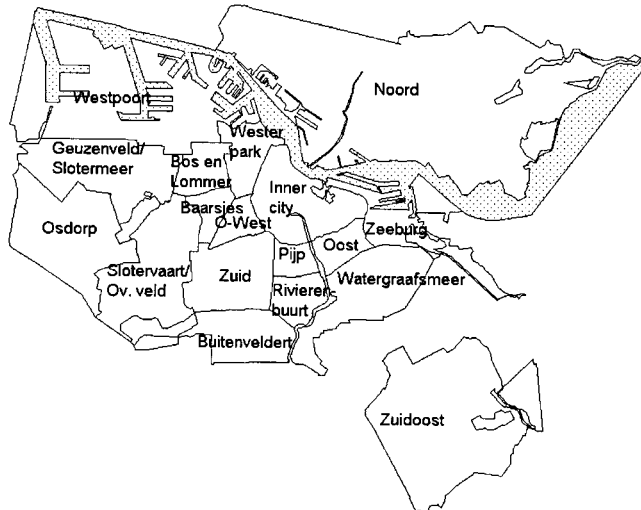 Westpoort
Noord
Wester
park
Geuzenveld/
Slotermeer
Bos en
Lommer
Inner
city
Baarsjes
O-West
Osdorp
Zeeburg
Oost
Pijp
Slotervaart/
Ov. veld
Zuid
Watergraafsmeer
Rivieren-
buurt
Buitenveldert
Zuidoost